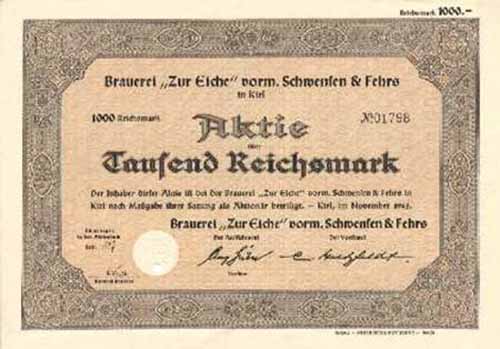 Reichsmark 1000.–
Brauerei „Zur Eiche“ vorm. Schwensen & Fehrs
in Kiel
1000 Reichsmark
№01798
Aktie
über
Tausend Reichsmark
Der Inhaber dieser Aktie ist bei der Brauerei „Zur Eiche“ vorm. Schwensen & Fehrs in
Kiel nach Maßgabe ihrer Satzung als Aktionär beteiligt. – Kiel, im November 1942.
Brauerei „Zur Eiche“ vorm. Schwensen & Fehrs
Der Aufsichtsrat
Der Vorstand